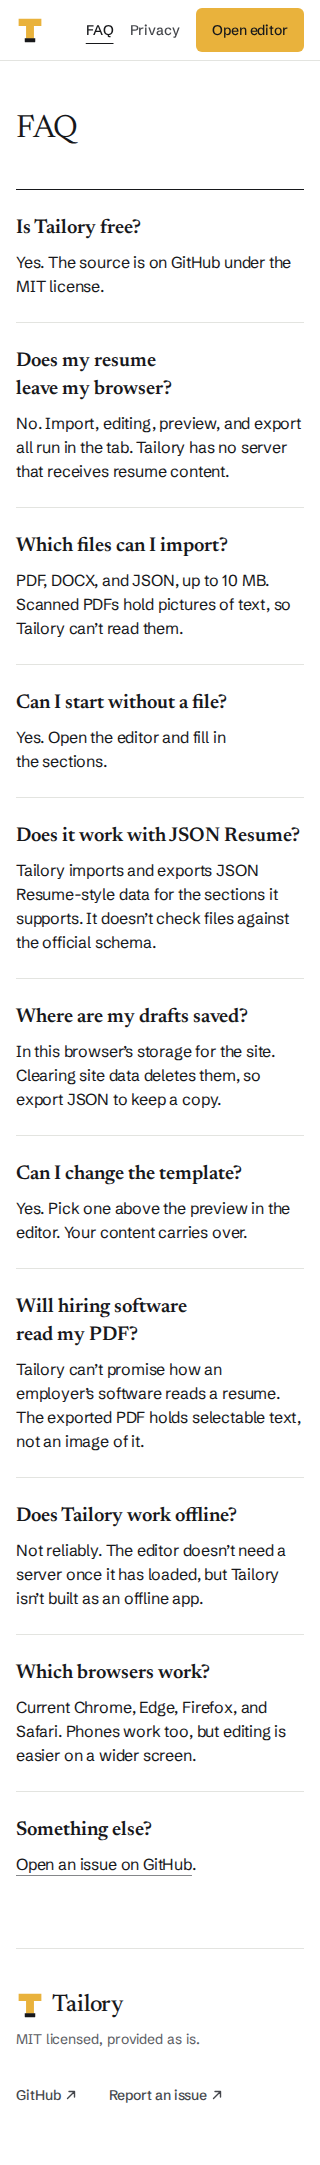 FAQ Privacy Open editor
FAQ
Is Tailory free?
Yes. The source is on GitHub under the
MIT license.
Does my resume
leave my browser?
No. Import, editing, preview, and export
all run in the tab. Tailory has no server
that receives resume content.
Which files can I import?
PDF, DOCX, and JSON, up to 10 MB.
Scanned PDFs hold pictures of text, so
Tailory can’t read them.
Can I start without a file?
Yes. Open the editor and fill in
the sections.
Does it work with JSON Resume?
Tailory imports and exports JSON
Resume-style data for the sections it
supports. It doesn’t check files against
the official schema.
Where are my drafts saved?
In this browser’s storage for the site.
Clearing site data deletes them, so
export JSON to keep a copy.
Can I change the template?
Yes. Pick one above the preview in the
editor. Your content carries over.
Will hiring software
read my PDF?
Tailory can’t promise how an
employer’s software reads a resume.
The exported PDF holds selectable text,
not an image of it.
Does Tailory work offline?
Not reliably. The editor doesn’t need a
server once it has loaded, but Tailory
isn’t built as an offline app.
Which browsers work?
Current Chrome, Edge, Firefox, and
Safari. Phones work too, but editing is
easier on a wider screen.
Something else?
Open an issue on GitHub.
Tailory
MIT licensed, provided as is.
GitHub ↗ Report an issue ↗